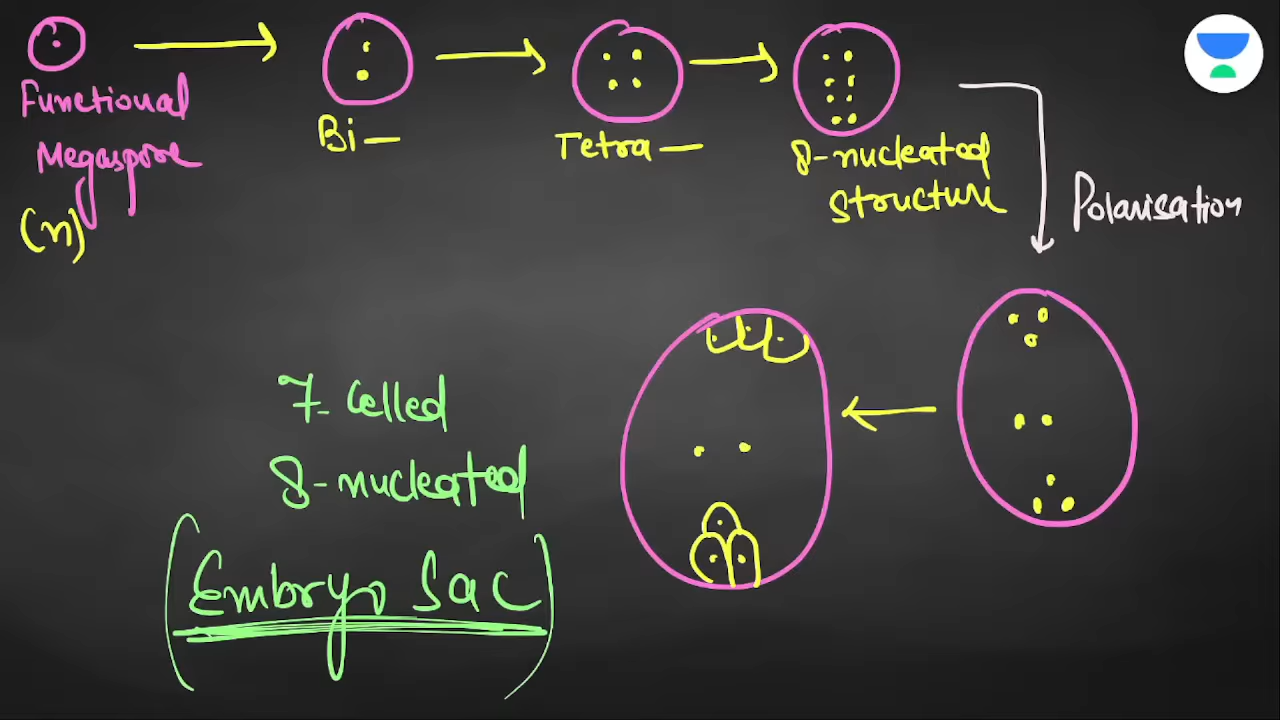 Functional
Megaspore
(n)
Bi-
Tetra-
8-nucleated
structure
Polarisation
7-Celled
8-nucleated
(Embryo Sac)